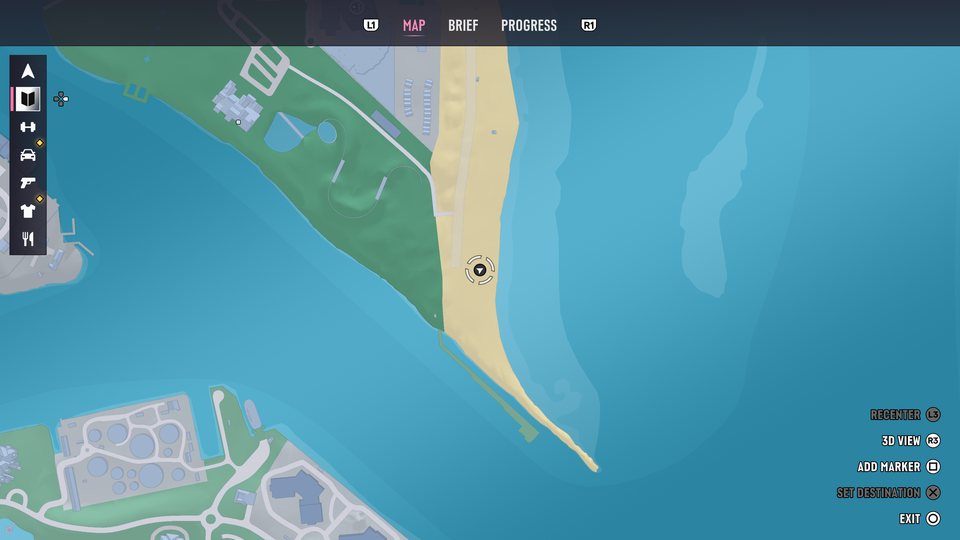 L1 MAP BRIEF PROGRESS R1
RECENTER L3
3D VIEW R3
ADD MARKER
SET DESTINATION
EXIT